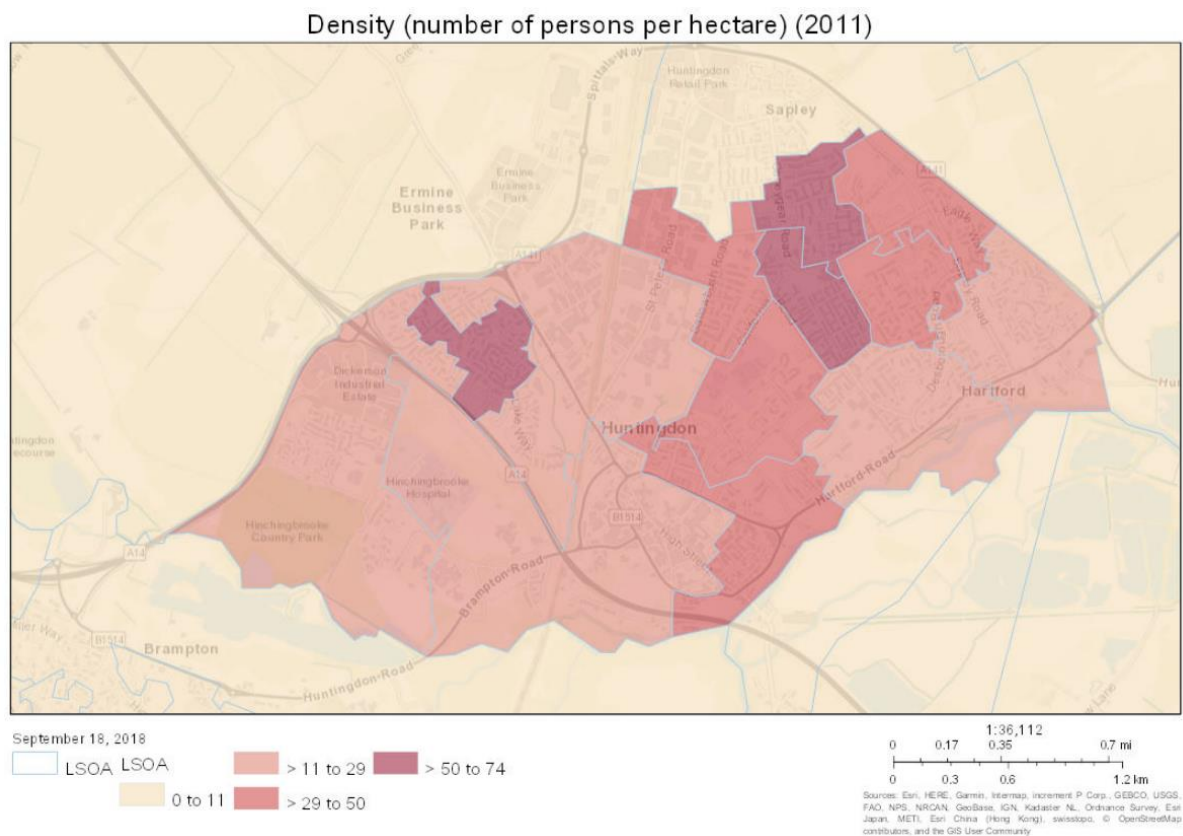 Density (number of persons per hectare) (2011)
Spittals-Way
Huntingdon
Retail Park
Sapley
A141
Ermine
Business
Park
Ermine
Business
Park
Eagle Way
A141
St Peter Road
Road
Road
Dickerson
Industrial
Estate
Hartford
Huntingdon
A14
Hinchingbrooke
Hospital
Hartford-Road
B1514
High Street
Hinchingbrooke
Country Park
A14
Brampton-Road
B1514
Brampton
Huntingdon-Road
September 18, 2018
LSOA LSOA
0 to 11
> 11 to 29
> 29 to 50
> 50 to 74
1:36,112
0 0.17 0.35 0.7 mi
0 0.3 0.6 1.2 km
Sources: Esri, HERE, Garmin, Intermap, increment P Corp., GEBCO, USGS,
FAO, NPS, NRCAN, GeoBase, IGN, Kadaster NL, Ordnance Survey, Esri
Japan, METI, Esri China (Hong Kong), swisstopo, © OpenStreetMap
contributors, and the GIS User Community